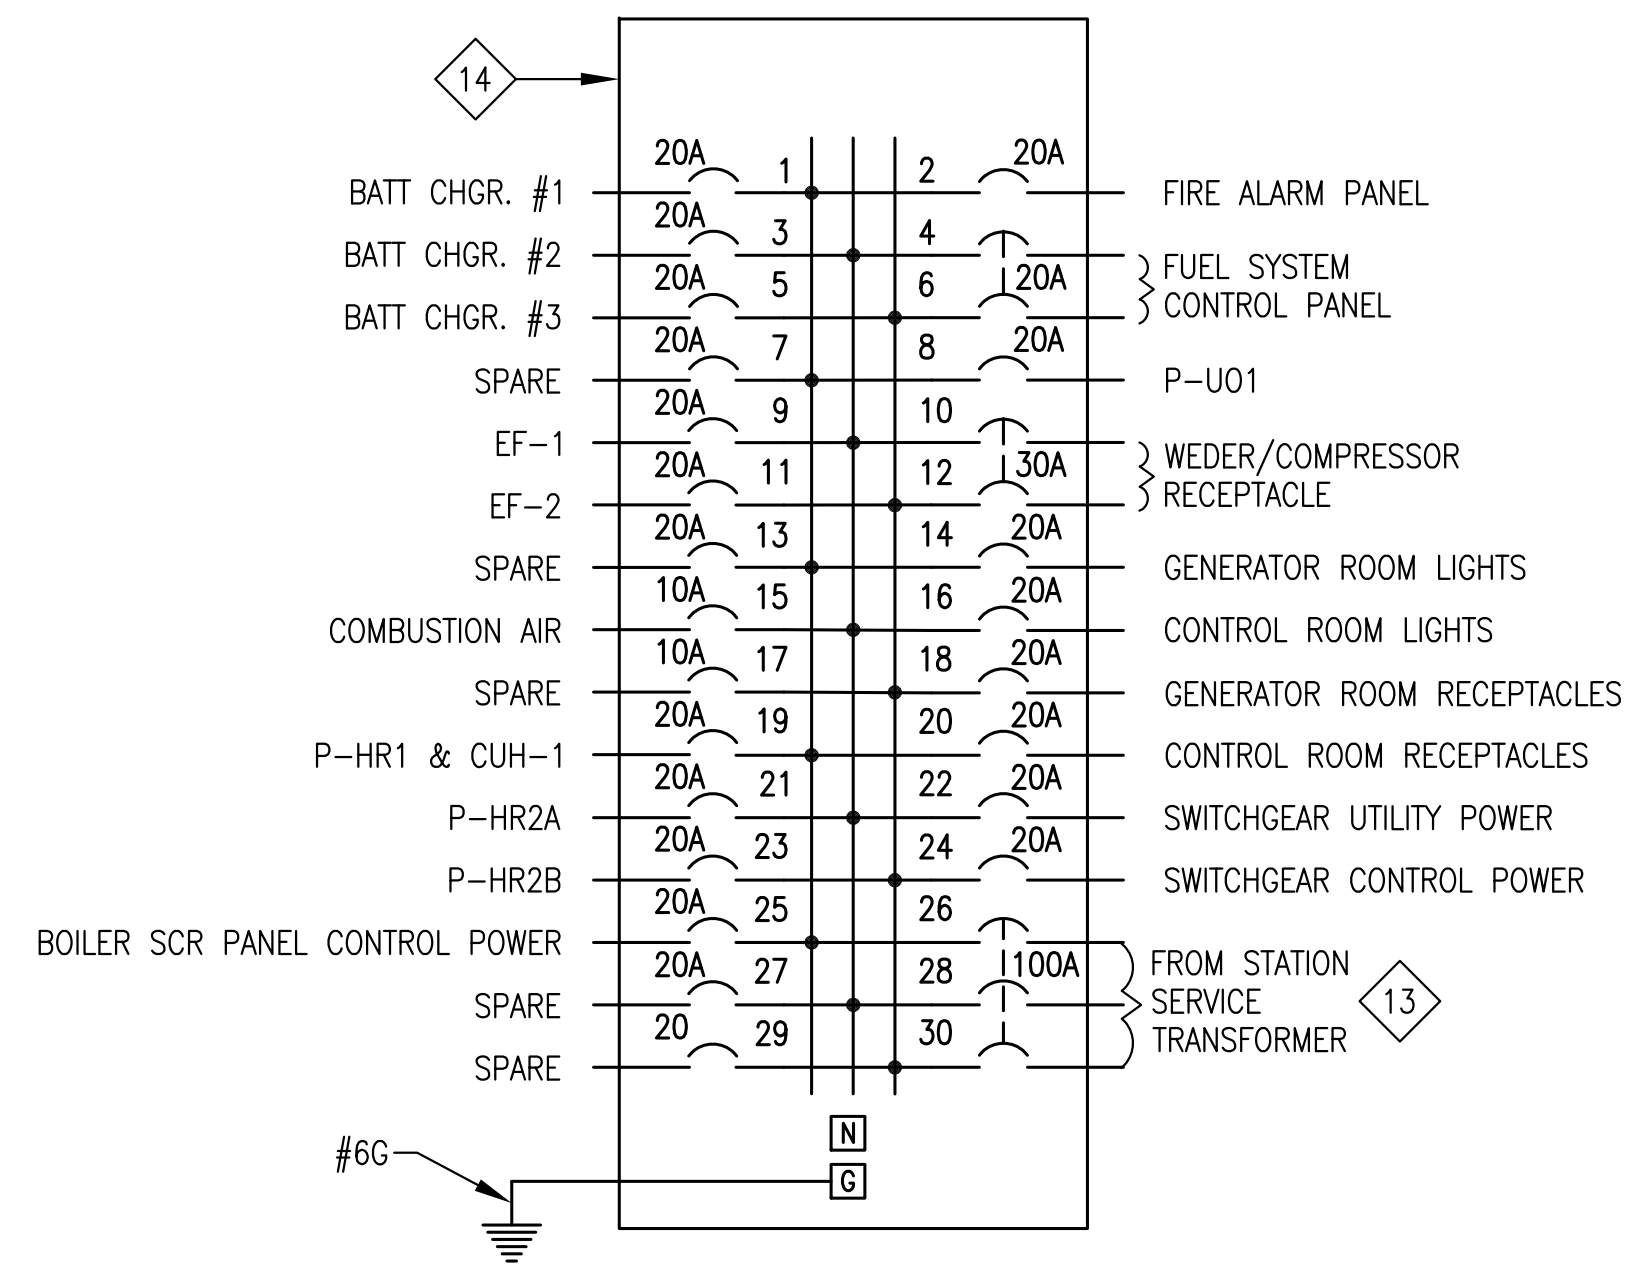 14
20A 1 2 20A
BATT CHGR. #1 FIRE ALARM PANEL
20A 3 4
BATT CHGR. #2 FUEL SYSTEM
20A 5 6 20A
CONTROL PANEL
BATT CHGR. #3
20A 7 8 20A
SPARE P-UO1
20A 9 10
EF-1 WEDER/COMPRESSOR
20A 11 12 30A
EF-2 RECEPTACLE
20A 13 14 20A
SPARE GENERATOR ROOM LIGHTS
10A 15 16 20A
COMBUSTION AIR CONTROL ROOM LIGHTS
10A 17 18 20A
SPARE GENERATOR ROOM RECEPTACLES
20A 19 20 20A
P-HR1 & CUH-1 CONTROL ROOM RECEPTACLES
20A 21 22 20A
P-HR2A SWITCHGEAR UTILITY POWER
20A 23 24 20A
P-HR2B SWITCHGEAR CONTROL POWER
20A 25 26
BOILER SCR PANEL CONTROL POWER
20A 27 28 100A FROM STATION
SPARE SERVICE 13
20 29 30 TRANSFORMER
SPARE
N
#6G
G